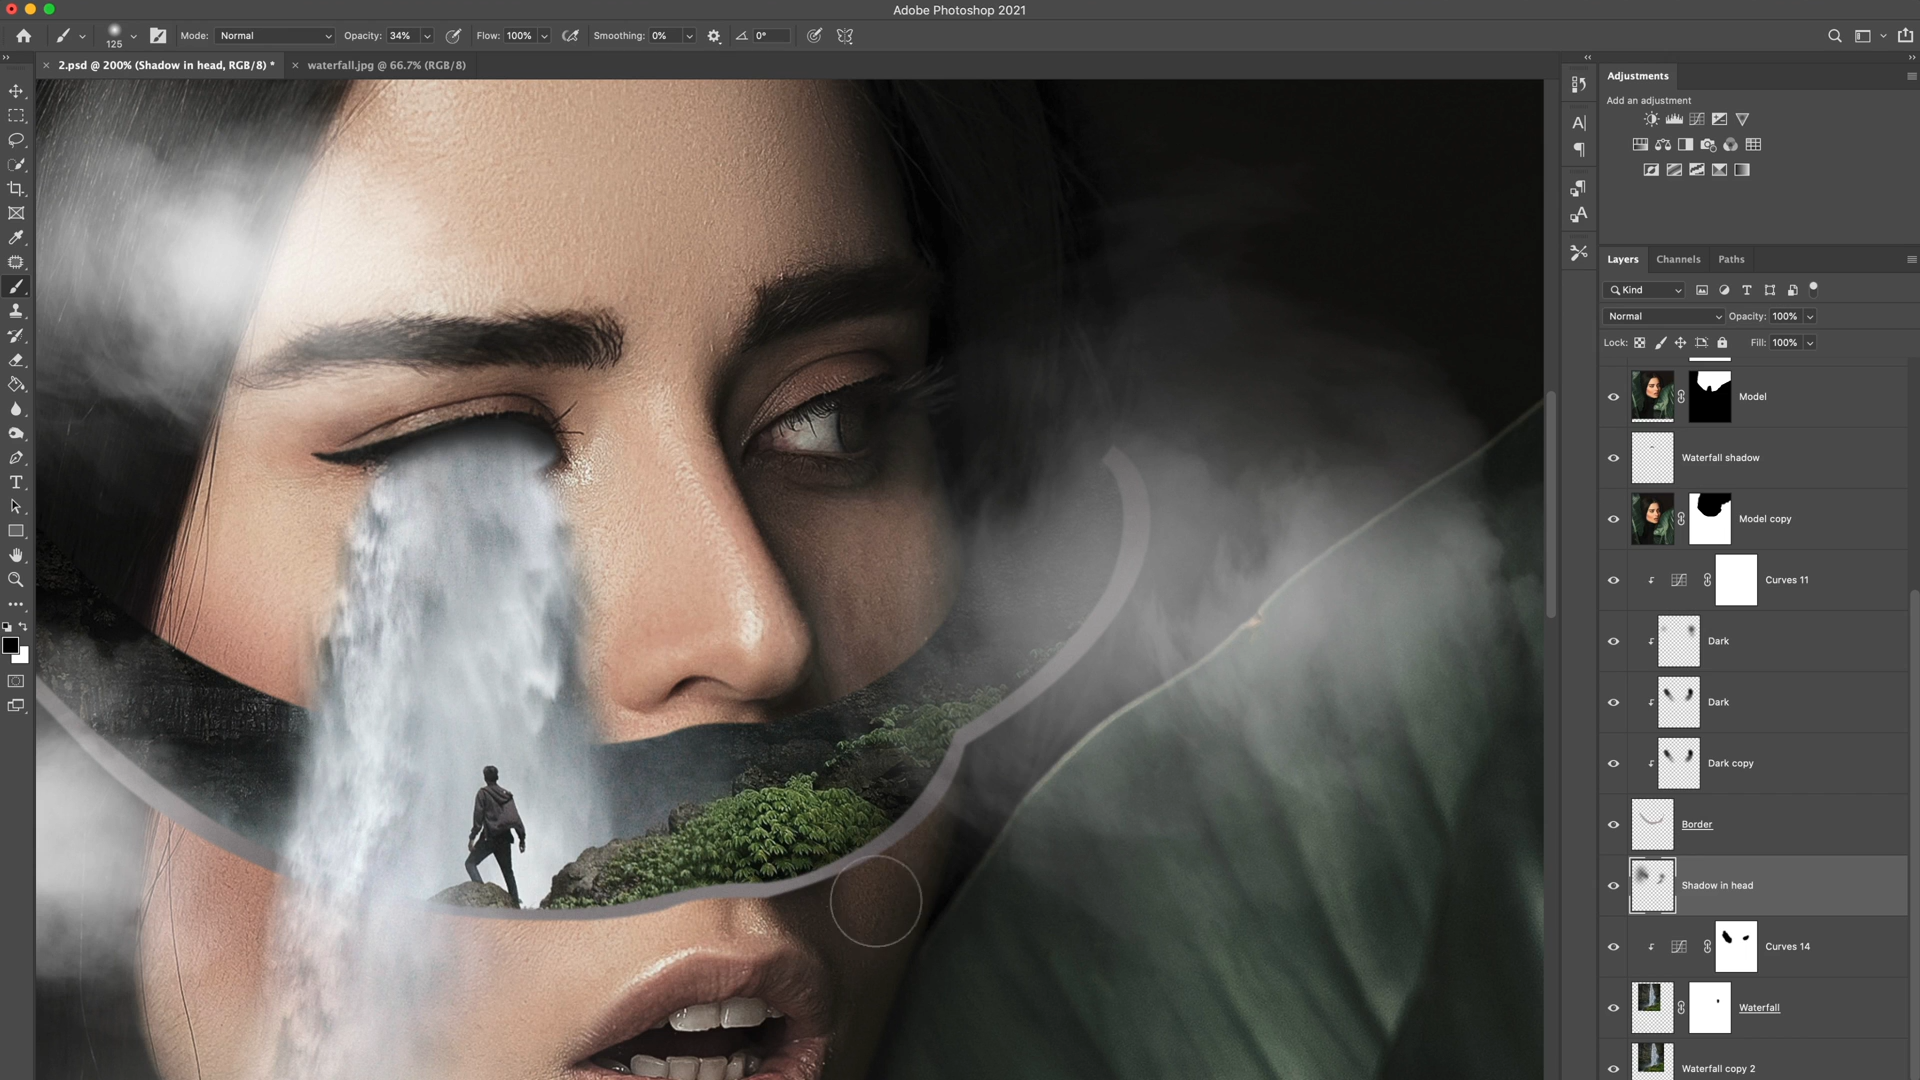 Adobe Photoshop 2021
125
Mode: Normal
Opacity: 34%
Flow: 100%
Smoothing: 0%
0°
2.psd @ 200% (Shadow in head, RGB/8) *
waterfall.jpg @ 66.7% (RGB/8)
Adjustments
Add an adjustment
Layers
Channels
Paths
Kind
Normal
Opacity: 100%
Lock:
Fill: 100%
Model
Waterfall shadow
Model copy
Curves 11
Dark
Dark
Dark copy
Border
Shadow in head
Curves 14
Waterfall
Waterfall copy 2